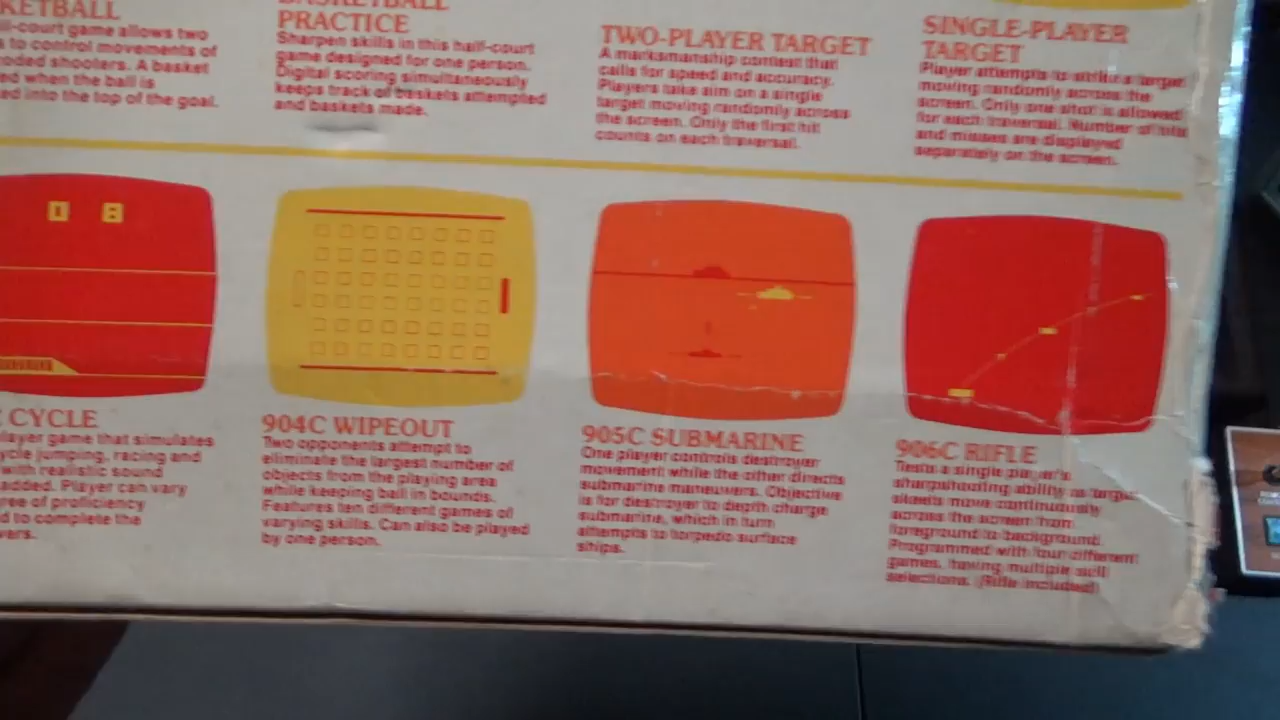 KETBALL
l-court game allows two
s to control movements of
oded shooters. A basket
ed when the ball is
ed into the top of the goal.
BASKETBALL
PRACTICE
Sharpen skills in this half-court
game designed for one person.
Digital scoring simultaneously
keeps track of baskets attempted
and baskets made.
TWO-PLAYER TARGET
A marksmanship contest that
calls for speed and accuracy.
Players take aim on a single
target moving randomly across
the screen. Only the first hit
counts on each traversal.
SINGLE-PLAYER
TARGET
Player attempts to strike a target
moving randomly across the
screen. Only one shot is allowed
for each traversal. Number of hits
and misses are displayed
separately on the screen.
0 8
CYCLE
layer game that simulates
ycle jumping, racing and
with realistic sound
added. Player can vary
ree of proficiency
d to complete the
vers.
904C WIPEOUT
Two opponents attempt to
eliminate the largest number of
objects from the playing area
while keeping ball in bounds.
Features ten different games of
varying skills. Can also be played
by one person.
905C SUBMARINE
One player controls destroyer
movement while the other directs
submarine maneuvers. Objective
is for destroyer to depth charge
submarine, which in turn
attempts to torpedo surface
ships.
906C RIFLE
Tests a single player's
sharpshooting ability as target
skeets move continuously
across the screen from
foreground to background.
Programmed with four different
games, having multiple skill
selections. (Rifle included)